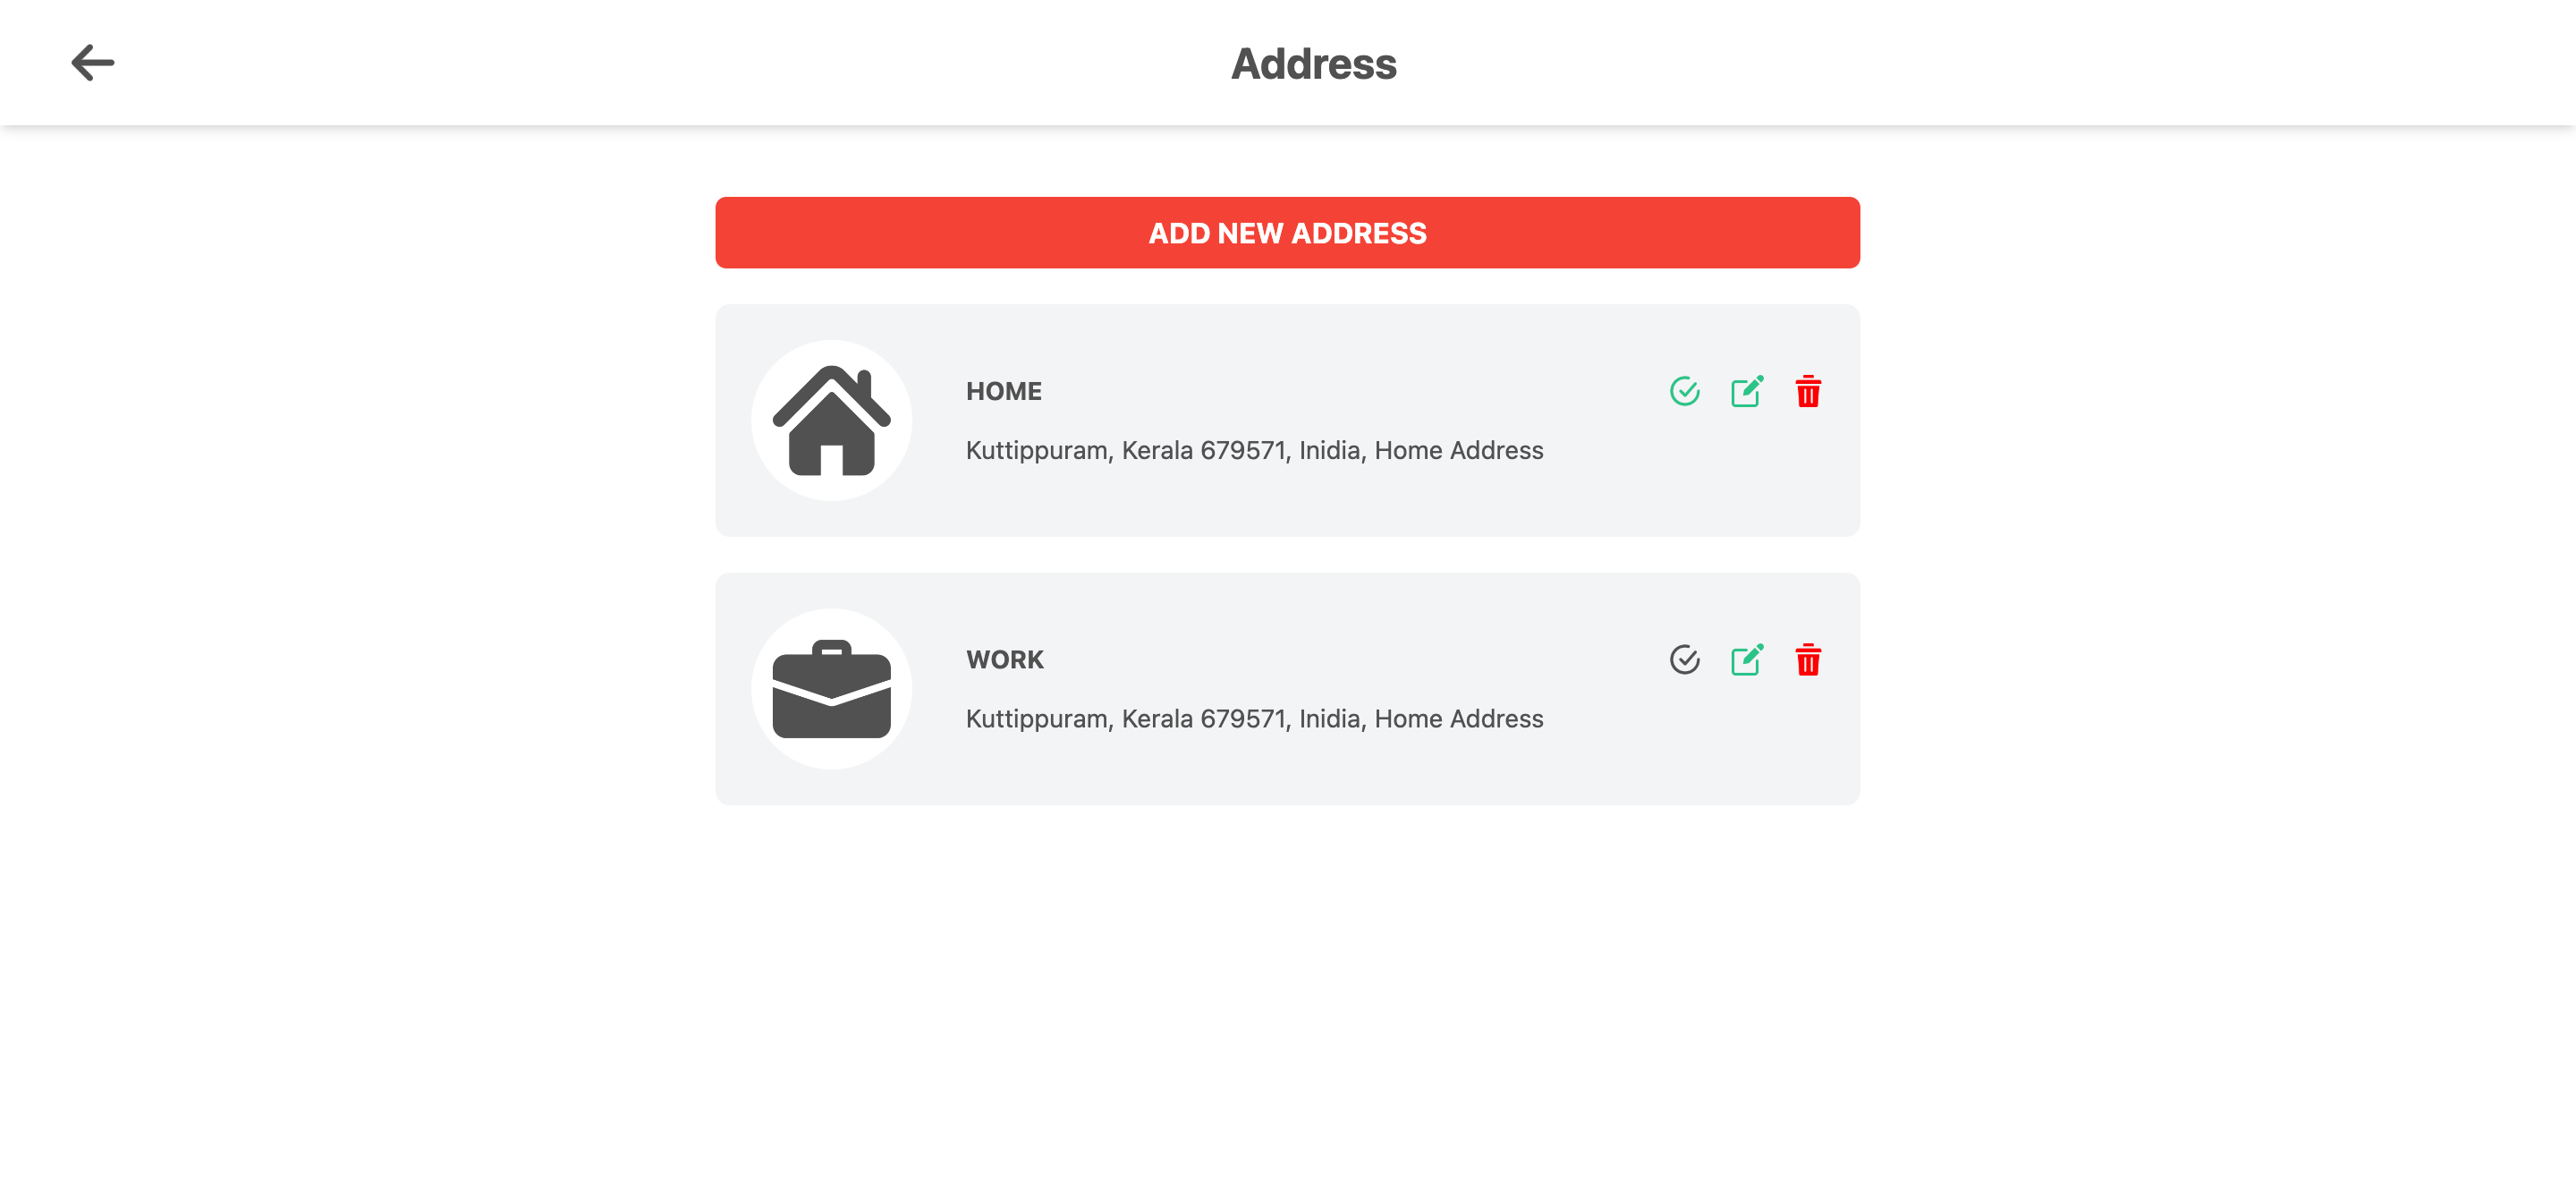 Address
ADD NEW ADDRESS
HOME
Kuttippuram, Kerala 679571, Inidia, Home Address
WORK
Kuttippuram, Kerala 679571, Inidia, Home Address